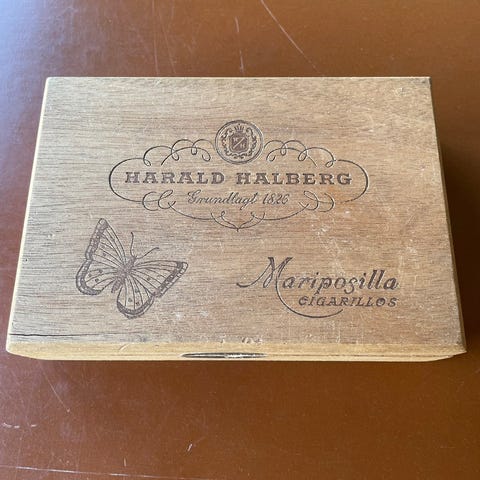 HARALD HALBERG
Grundlagt 1826
Mariposilla
CIGARILLOS